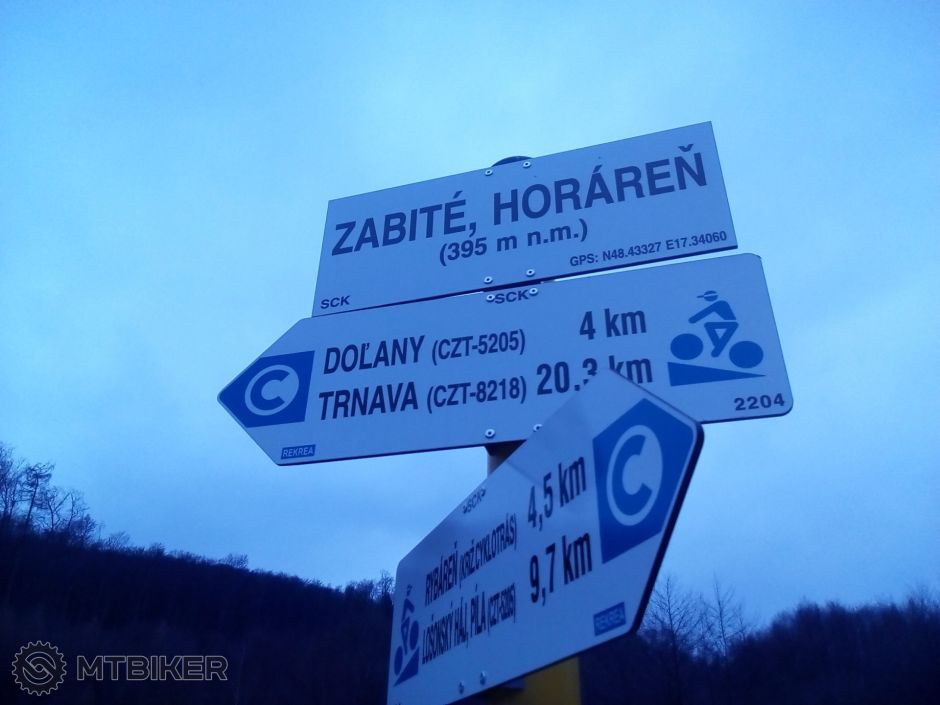 ZABITÉ, HORÁREŇ
(395 m n.m.)
GPS: N48.43327 E17.34060
SCK
SCK
DOĽANY (CZT-5205) 4 km
TRNAVA (CZT-8218) 20.3 km
2204
C
REKREA
SCK
RYBÁREŇ (KRIŽ.CYKLOTRÁS) 4,5 km
LOŠONSKÝ HÁJ, PÍLA (CZT-5205) 9,7 km
C
REKREA
MTBIKER